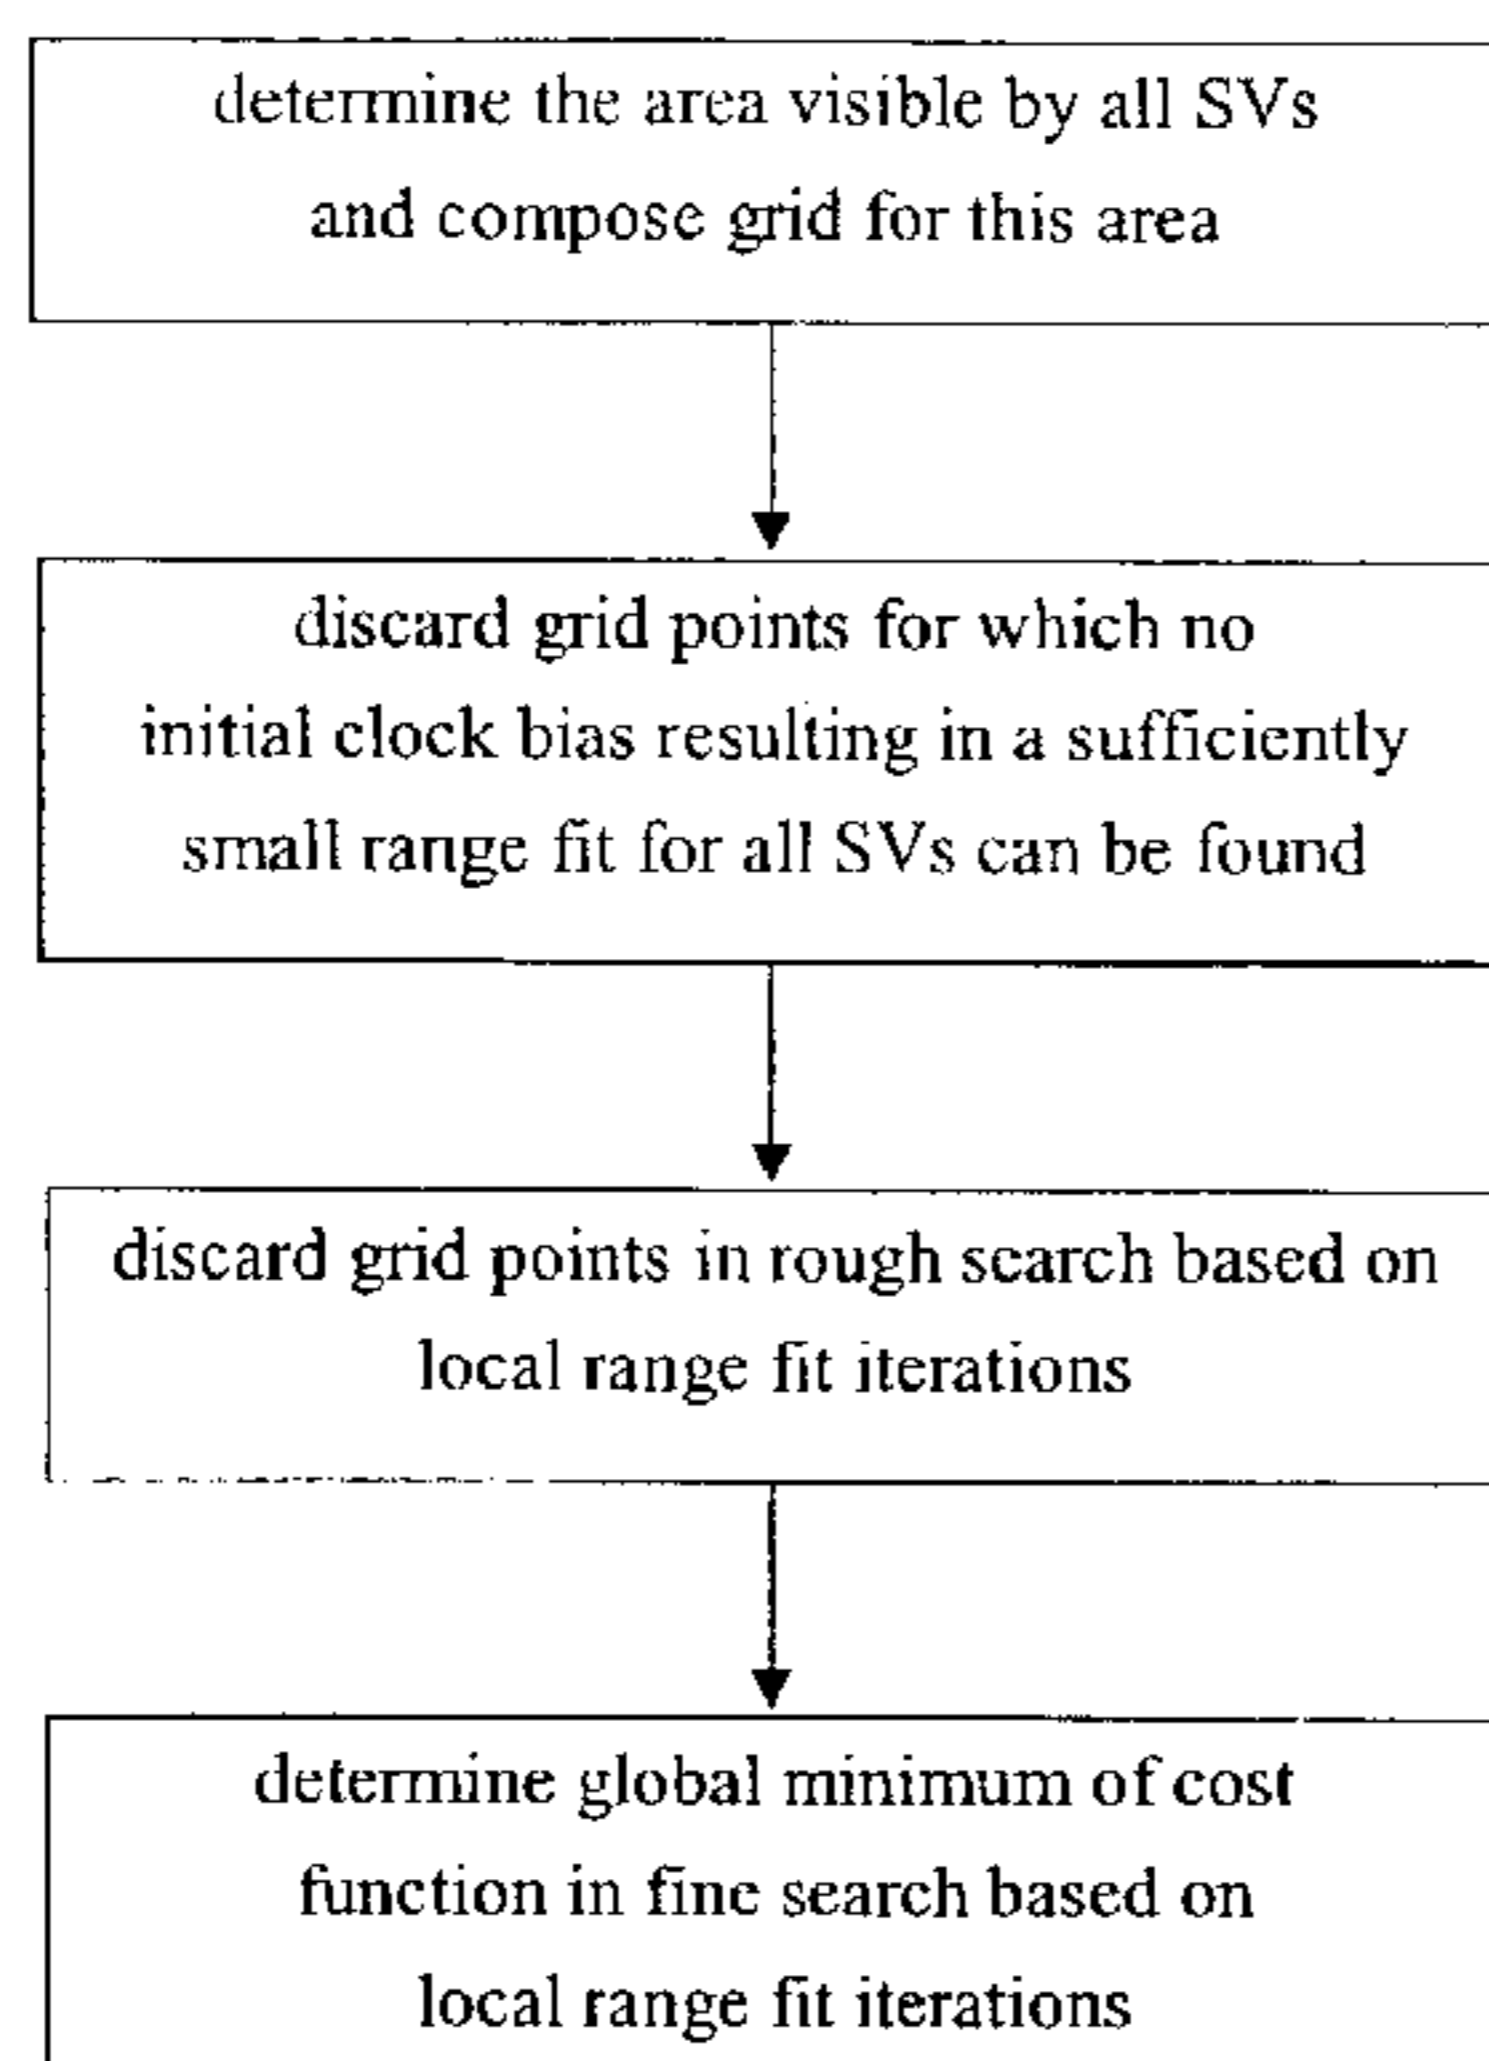 determine the area visible by all SVs
and compose grid for this area
discard grid points for which no
initial clock bias resulting in a sufficiently
small range fit for all SVs can be found
discard grid points in rough search based on
local range fit iterations
determine global minimum of cost
function in fine search based on
local range fit iterations